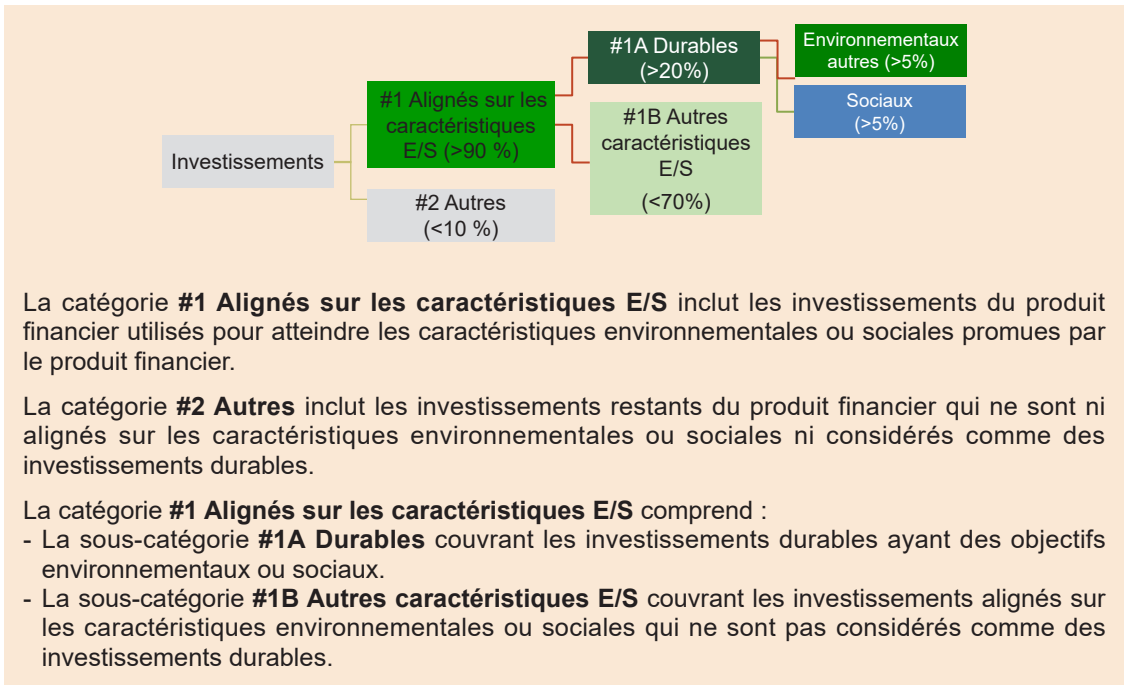 Investissements
#1 Alignés sur les
caractéristiques
E/S (>90 %)
#2 Autres
(<10 %)
#1A Durables
(>20%)
#1B Autres
caractéristiques
E/S
(<70%)
Environnementaux
autres (>5%)
Sociaux
(>5%)
La catégorie #1 Alignés sur les caractéristiques E/S inclut les investissements du produit
financier utilisés pour atteindre les caractéristiques environnementales ou sociales promues par
le produit financier.
La catégorie #2 Autres inclut les investissements restants du produit financier qui ne sont ni
alignés sur les caractéristiques environnementales ou sociales ni considérés comme des
investissements durables.
La catégorie #1 Alignés sur les caractéristiques E/S comprend :
- La sous-catégorie #1A Durables couvrant les investissements durables ayant des objectifs
environnementaux ou sociaux.
- La sous-catégorie #1B Autres caractéristiques E/S couvrant les investissements alignés sur
les caractéristiques environnementales ou sociales qui ne sont pas considérés comme des
investissements durables.